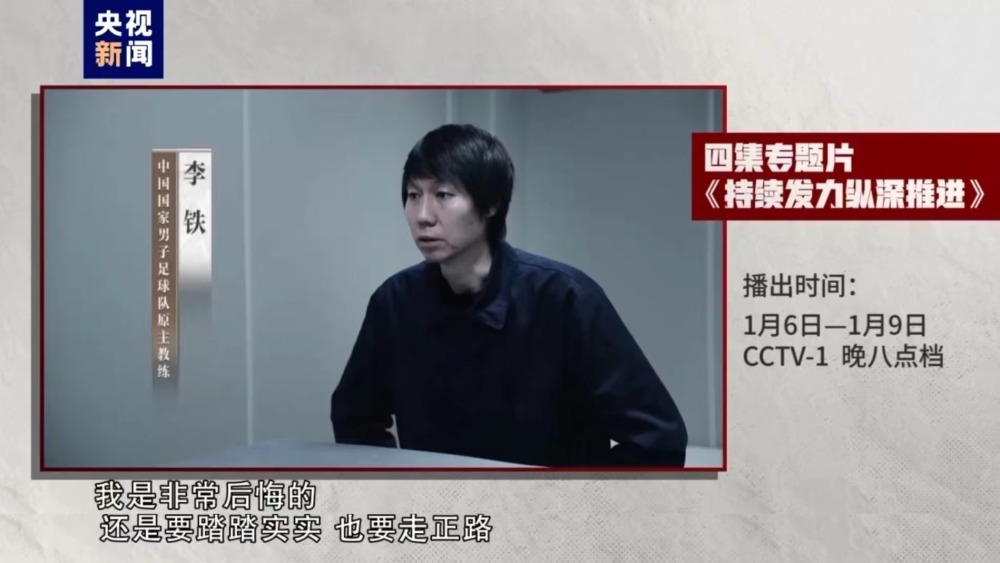 央视
新闻
李铁
中国国家男子足球队原主教练
四集专题片
《持续发力纵深推进》
播出时间：
1月6日—1月9日
CCTV-1 晚八点档
我是非常后悔的
还是要踏踏实实 也要走正路